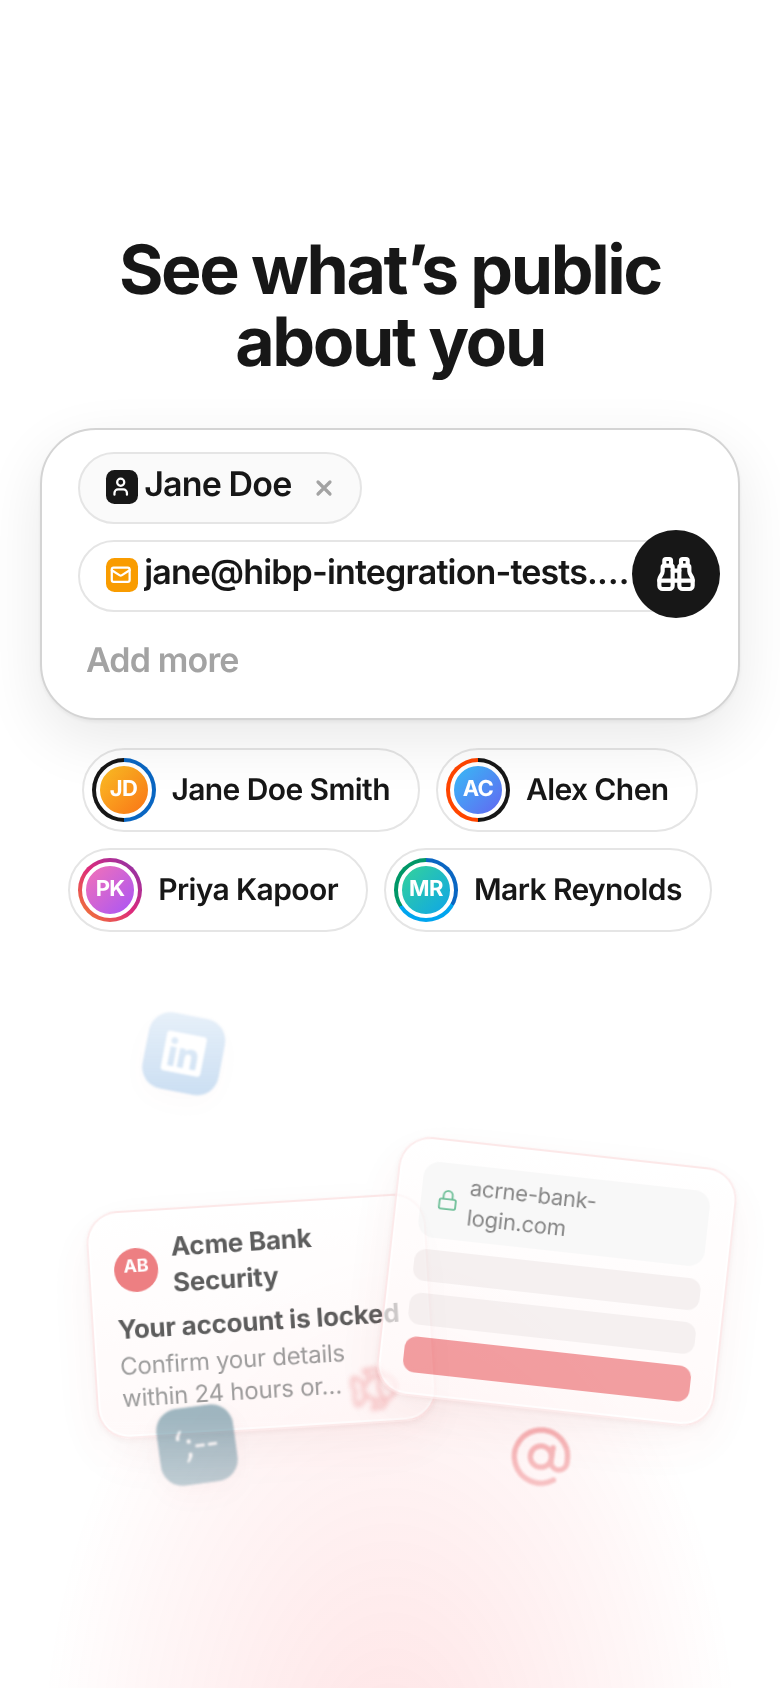 See what’s public
about you
Jane Doe
jane@hibp-integration-tests....
Add more
JD Jane Doe Smith
AC Alex Chen
PK Priya Kapoor
MR Mark Reynolds
in
acrne-bank-
login.com
AB
Acme Bank
Security
Your account is locked
Confirm your details
within 24 hours or...
‘;--
@